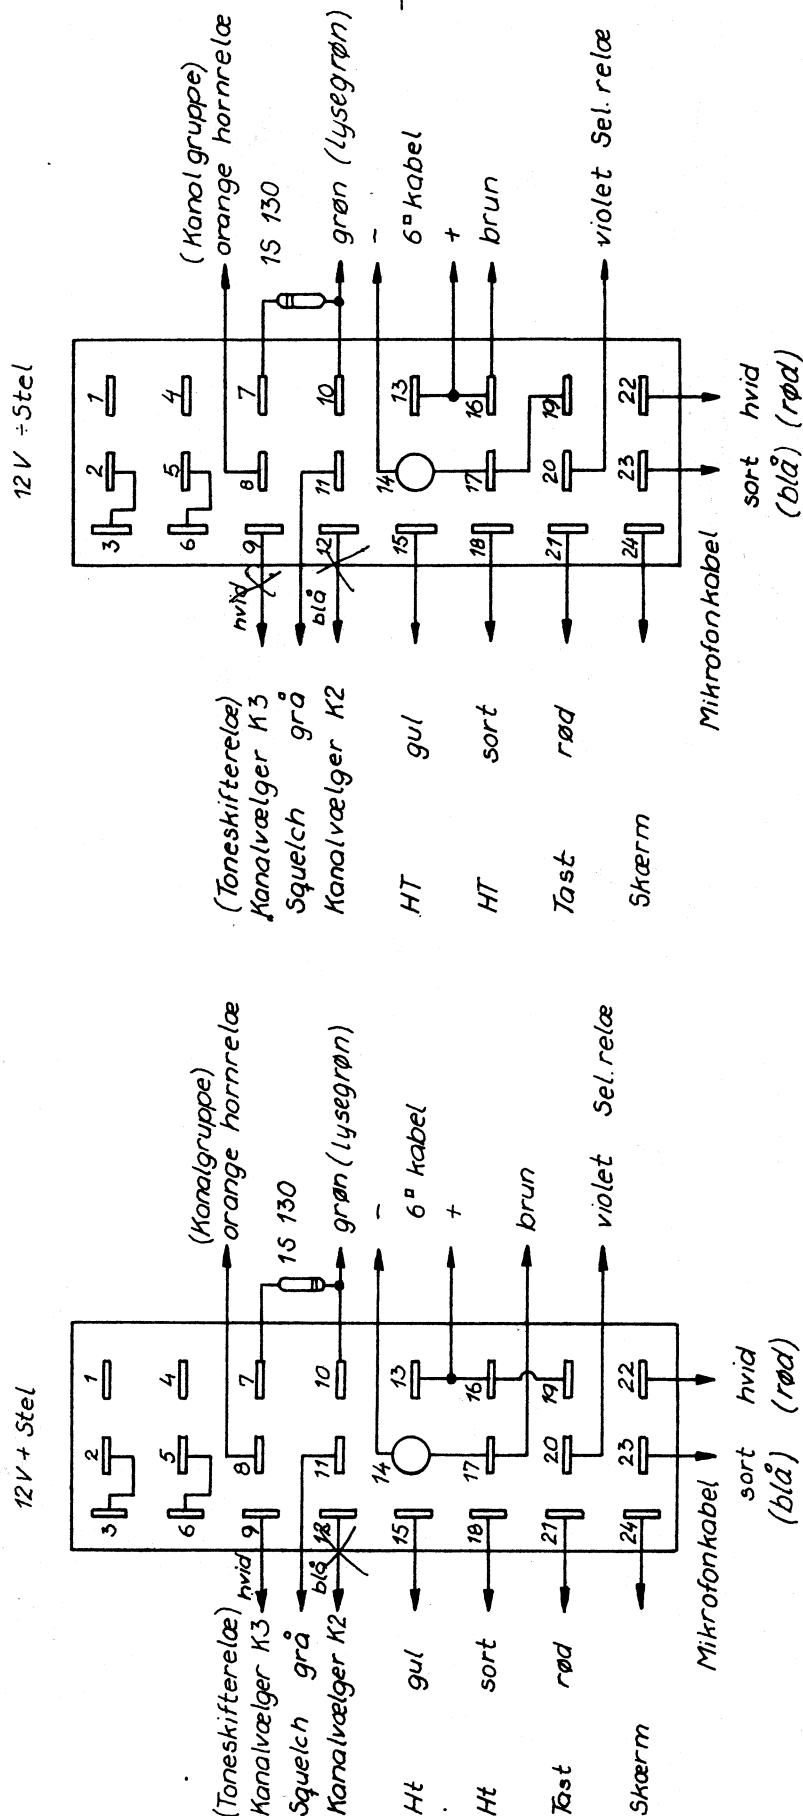 12V ÷ Stel
(Kanalgruppe)
orange hornrelæ
1S 130
grøn (lysegrøn)
−
6▫ kabel
+
brun
violet Sel. relæ
1
4
7
10
13
16
19
22
2
5
8
11
14
17
20
23
3
6
9
12
15
18
21
24
hvid
blå
hvid
(rød)
sort
(blå)
Mikrofonkabel
(Toneskifterelæ)
Kanalvælger K3
Squelch grå
Kanalvælger K2
HT gul
HT sort
Tast rød
Skærm
12V + Stel
(Kanalgruppe)
orange hornrelæ
1S 130
grøn (lysegrøn)
−
6▫ kabel
+
brun
violet Sel. relæ
1
4
7
10
13
16
19
22
2
5
8
11
14
17
20
23
3
6
9
12
15
18
21
24
hvid
blå
hvid
(rød)
sort
(blå)
Mikrofonkabel
(Toneskifterelæ)
Kanalvælger K3
Squelch grå
Kanalvælger K2
Ht gul
Ht sort
Tast rød
Skærm